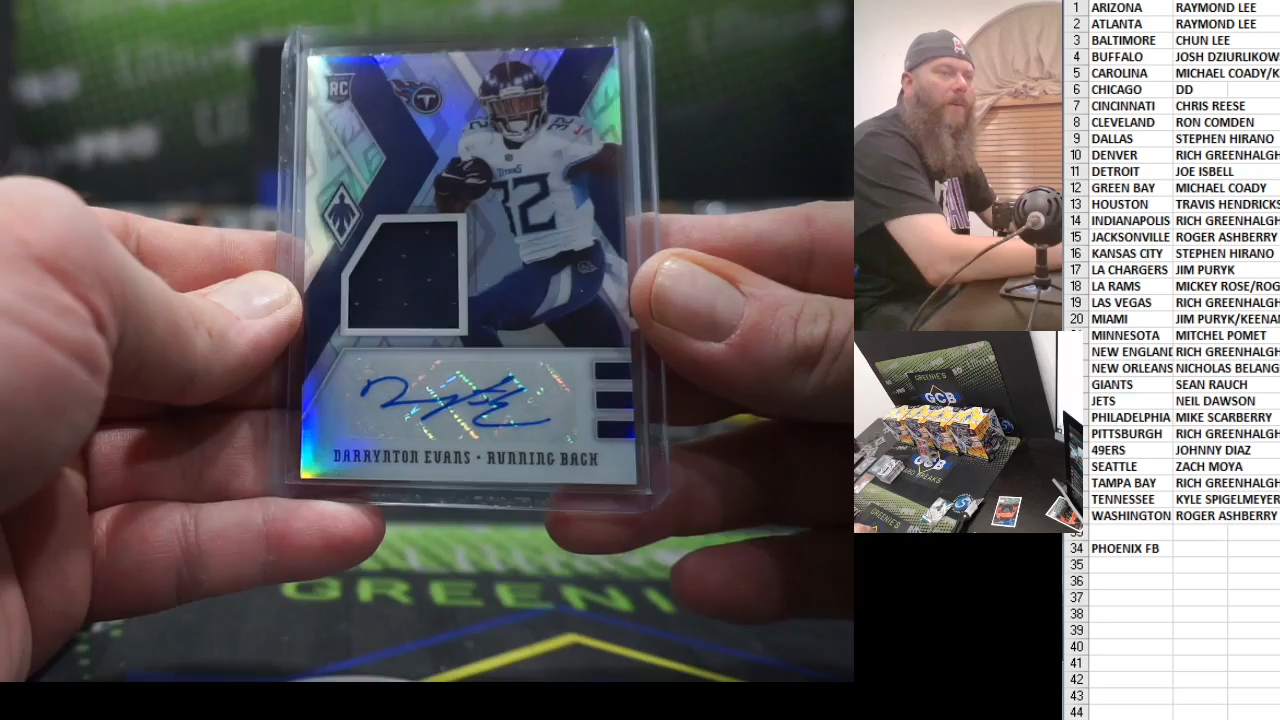 RC
T
32
TITANS
32
DARRYNTON EVANS • RUNNING BACK
GREENI
GREENIE'S
GCB
GCB
GREENIE'S
1 ARIZONA RAYMOND LEE
2 ATLANTA RAYMOND LEE
3 BALTIMORE CHUN LEE
4 BUFFALO JOSH DZIURLIKOW
5 CAROLINA MICHAEL COADY/K
6 CHICAGO DD
7 CINCINNATI CHRIS REESE
8 CLEVELAND RON COMDEN
9 DALLAS STEPHEN HIRANO
10 DENVER RICH GREENHALGH
11 DETROIT JOE ISBELL
12 GREEN BAY MICHAEL COADY
13 HOUSTON TRAVIS HENDRICKS
14 INDIANAPOLIS RICH GREENHALGH
15 JACKSONVILLE ROGER ASHBERRY
16 KANSAS CITY STEPHEN HIRANO
17 LA CHARGERS JIM PURYK
18 LA RAMS MICKEY ROSE/ROG
19 LAS VEGAS RICH GREENHALGH
20 MIAMI JIM PURYK/KEENAN
MINNESOTA MITCHEL POMET
NEW ENGLAND RICH GREENHALGH
NEW ORLEANS NICHOLAS BELANG
GIANTS SEAN RAUCH
JETS NEIL DAWSON
PHILADELPHIA MIKE SCARBERRY
PITTSBURGH RICH GREENHALGH
49ERS JOHNNY DIAZ
SEATTLE ZACH MOYA
TAMPA BAY RICH GREENHALGH
TENNESSEE KYLE SPIGELMEYER
WASHINGTON ROGER ASHBERRY
34 PHOENIX FB
35
36
37
38
39
40
41
42
43
44